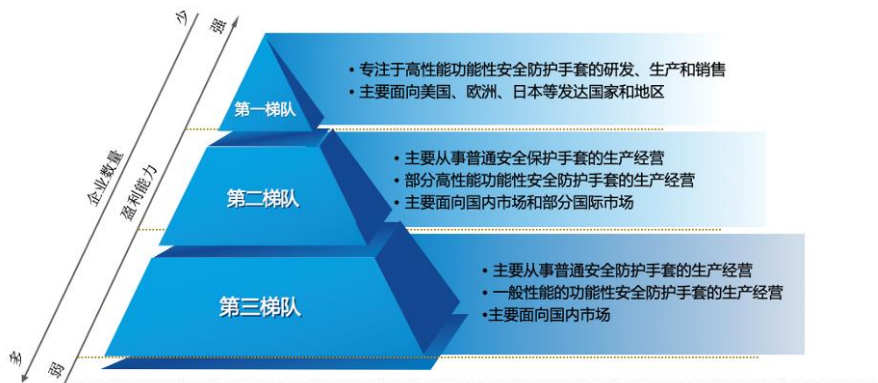 少
强
企业数量
盈利能力
多
弱
第一梯队
• 专注于高性能功能性安全防护手套的研发、生产和销售
• 主要面向美国、欧洲、日本等发达国家和地区
第二梯队
• 主要从事普通安全保护手套的生产经营
• 部分高性能功能性安全防护手套的生产经营
• 主要面向国内市场和部分国际市场
第三梯队
• 主要从事普通安全防护手套的生产经营
• 一般性能的功能性安全防护手套的生产经营
•主要面向国内市场